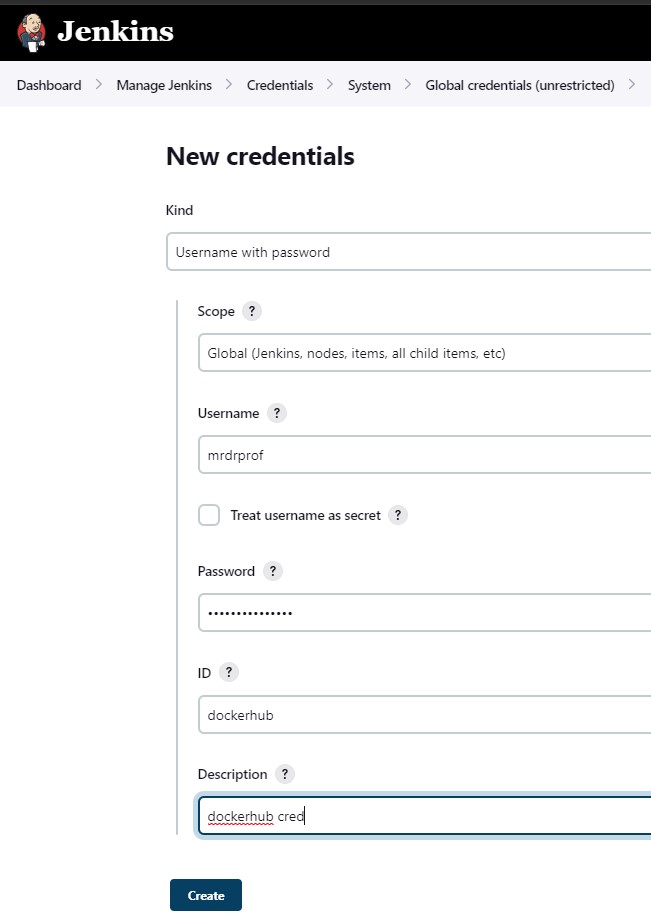 Jenkins
Dashboard > Manage Jenkins > Credentials > System > Global credentials (unrestricted) >
New credentials
Kind
Username with password
Scope ?
Global (Jenkins, nodes, items, all child items, etc)
Username ?
mrdrprof
Treat username as secret ?
Password ?
•••••••••••••••
ID ?
dockerhub
Description ?
dockerhub cred
Create